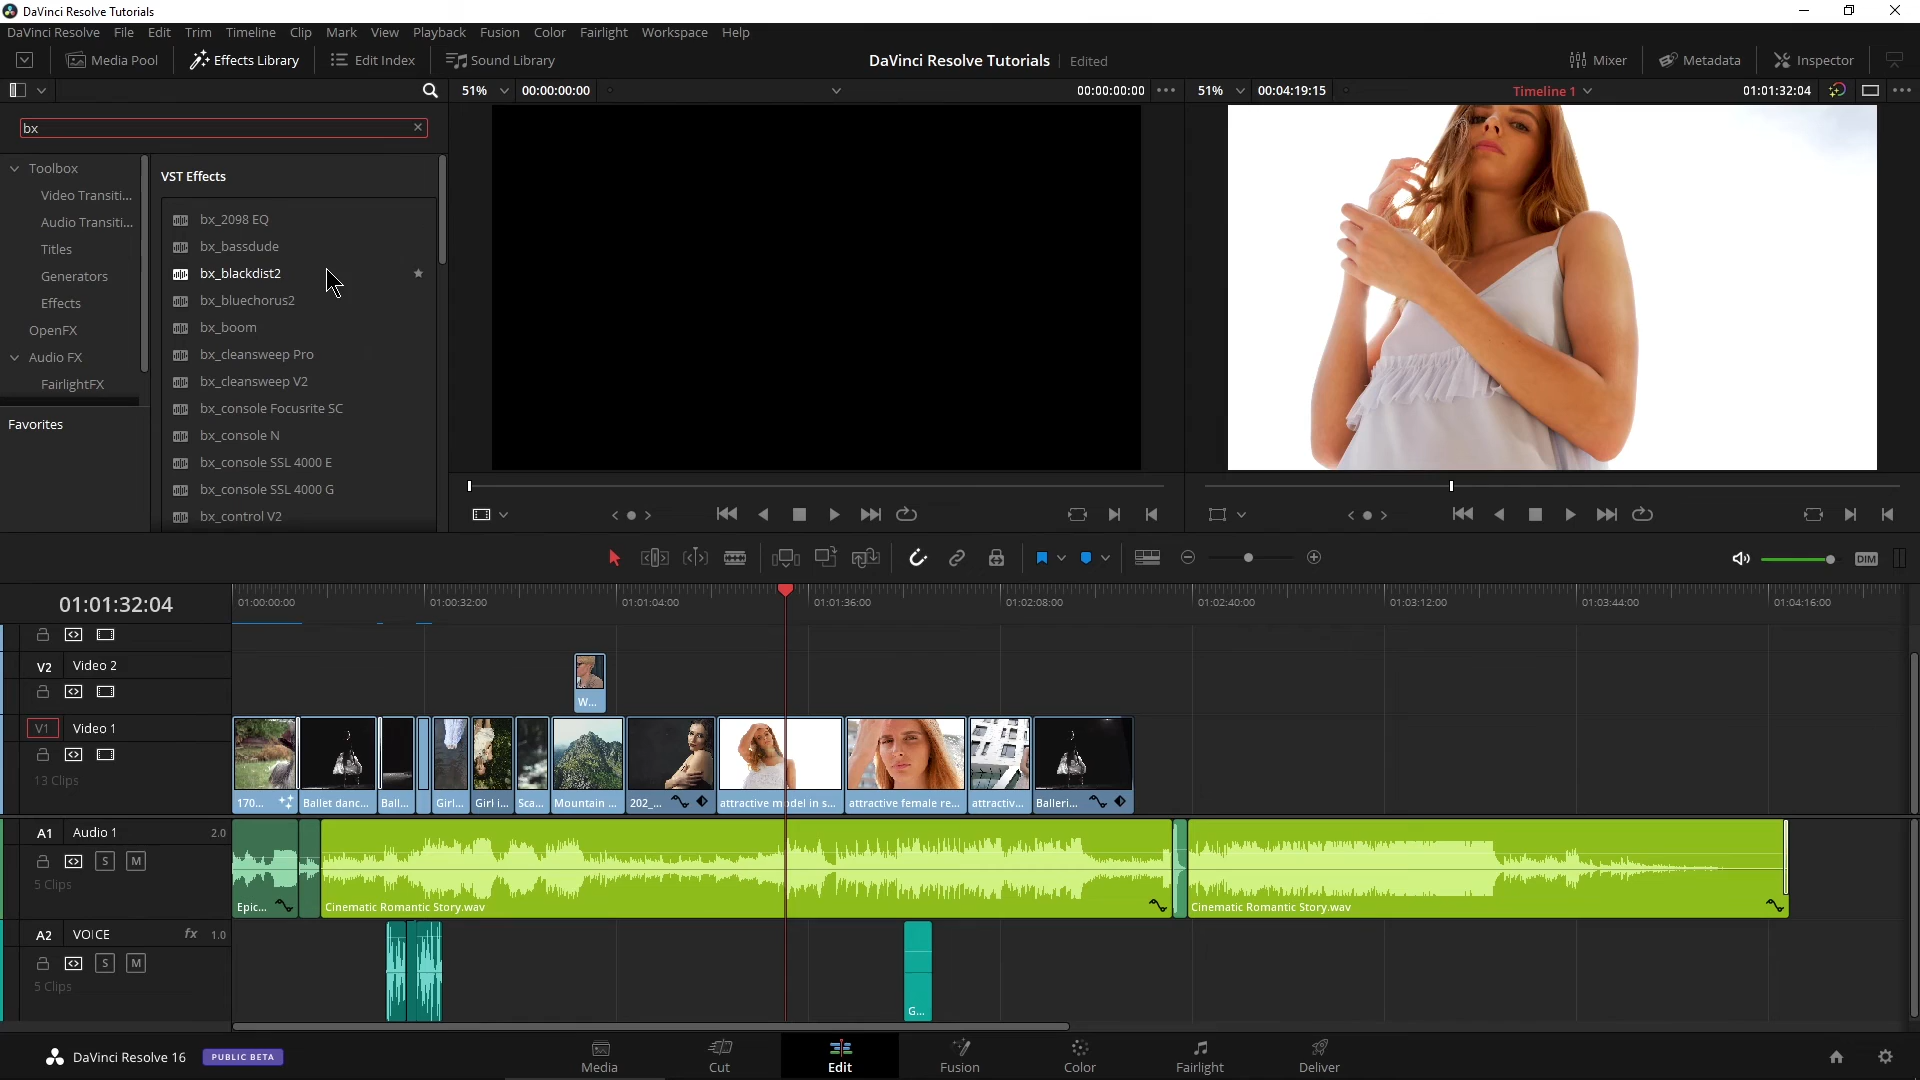 DaVinci Resolve Tutorials
DaVinci Resolve File Edit Trim Timeline Clip Mark View Playback Fusion Color Fairlight Workspace Help
Media Pool Effects Library Edit Index Sound Library DaVinci Resolve Tutorials Edited Mixer Metadata Inspector
51% 00:00:00:00 00:00:00:00 51% 00:04:19:15 Timeline 1 01:01:32:04
bx
Toolbox
Video Transiti...
Audio Transiti...
Titles
Generators
Effects
OpenFX
Audio FX
FairlightFX
Favorites
VST Effects
bx_2098 EQ
bx_bassdude
bx_blackdist2
bx_bluechorus2
bx_boom
bx_cleansweep Pro
bx_cleansweep V2
bx_console Focusrite SC
bx_console N
bx_console SSL 4000 E
bx_console SSL 4000 G
bx_control V2
DIM
01:01:32:04
01:00:00:00 01:00:32:00 01:01:04:00 01:01:36:00 01:02:08:00 01:02:40:00 01:03:12:00 01:03:44:00 01:04:16:00
V2 Video 2
W...
V1 Video 1
13 Clips
170... Ballet danc... Ball... Girl... Girl i... Sca... Mountain ... 202_... attractive model in s... attractive female re... attractiv... Balleri...
A1 Audio 1 2.0
S M
5 Clips
Epic... Cinematic Romantic Story.wav Cinematic Romantic Story.wav
A2 VOICE fx 1.0
S M
5 Clips
G...
DaVinci Resolve 16 PUBLIC BETA
Media Cut Edit Fusion Color Fairlight Deliver